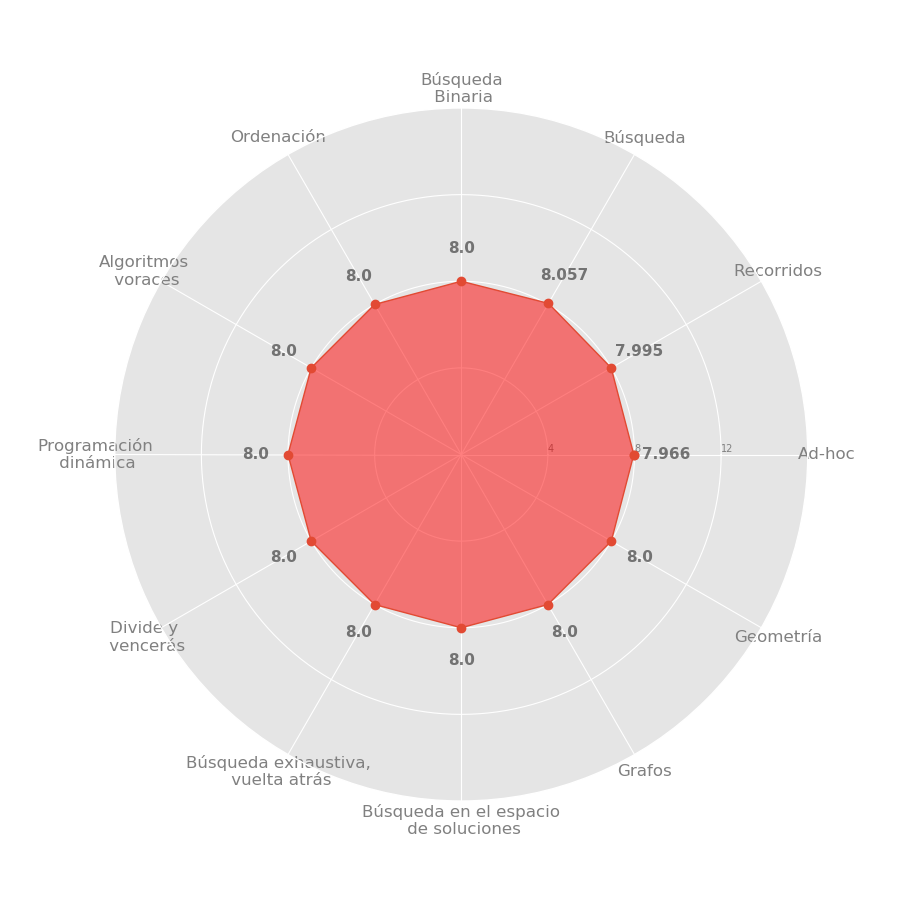 Búsqueda
Binaria
Ordenación
Búsqueda
8.0
Algoritmos
voraces
8.0
8.057
Recorridos
8.0
7.995
Programación
dinámica
8.0
4
8
7.966
12
Ad-hoc
8.0
8.0
Divide y
vencerás
8.0
8.0
8.0
Geometría
Búsqueda exhaustiva,
vuelta atrás
Grafos
Búsqueda en el espacio
de soluciones